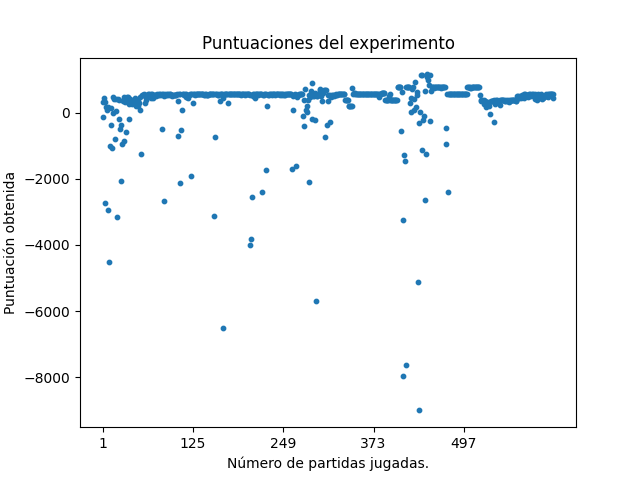 Puntuaciones del experimento
Puntuación obtenida
0
−2000
−4000
−6000
−8000
1 125 249 373 497
Número de partidas jugadas.